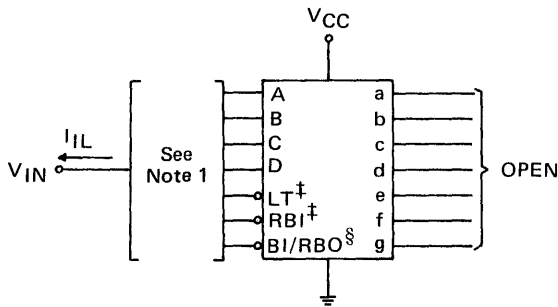 VCC
A a
B b
C c
IIL
See
Note 1
D d
VIN
OPEN
LT‡ e
RBI‡ f
BI/RBO§ g